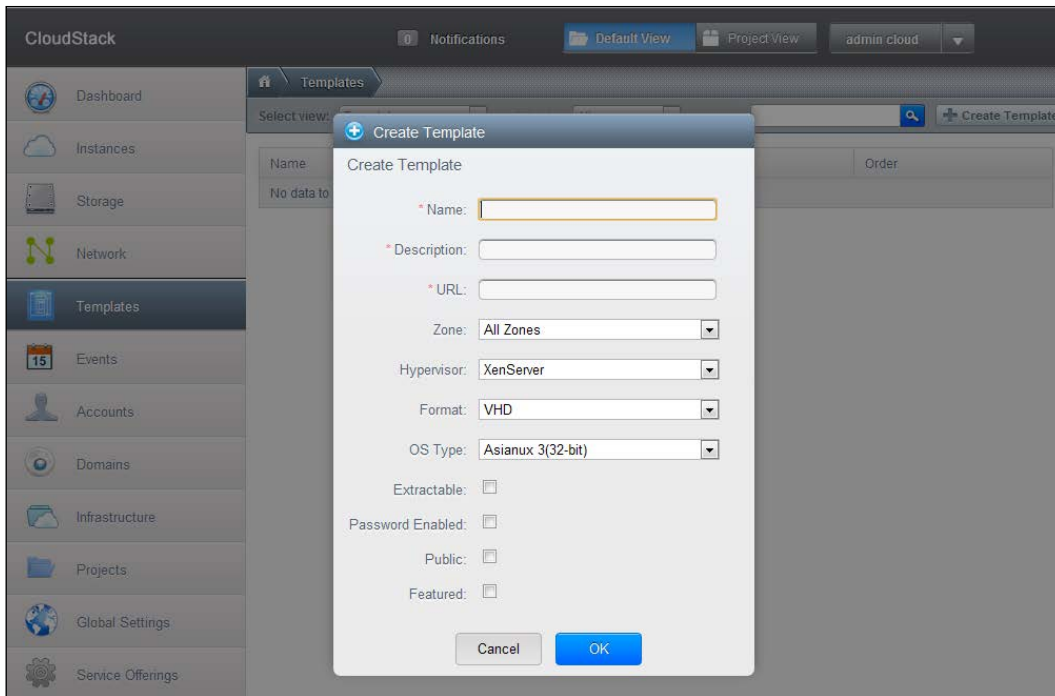 CloudStack
0 Notifications
Default View
Project View
admin cloud
Dashboard
Instances
Storage
Network
Templates
15 Events
Accounts
Domains
Infrastructure
Projects
Global Settings
Service Offerings
Templates
Select view:
Create Template
Name
Order
No data to
Create Template
Create Template
* Name:
* Description:
* URL:
Zone: All Zones
Hypervisor: XenServer
Format: VHD
OS Type: Asianux 3(32-bit)
Extractable:
Password Enabled:
Public:
Featured:
Cancel
OK